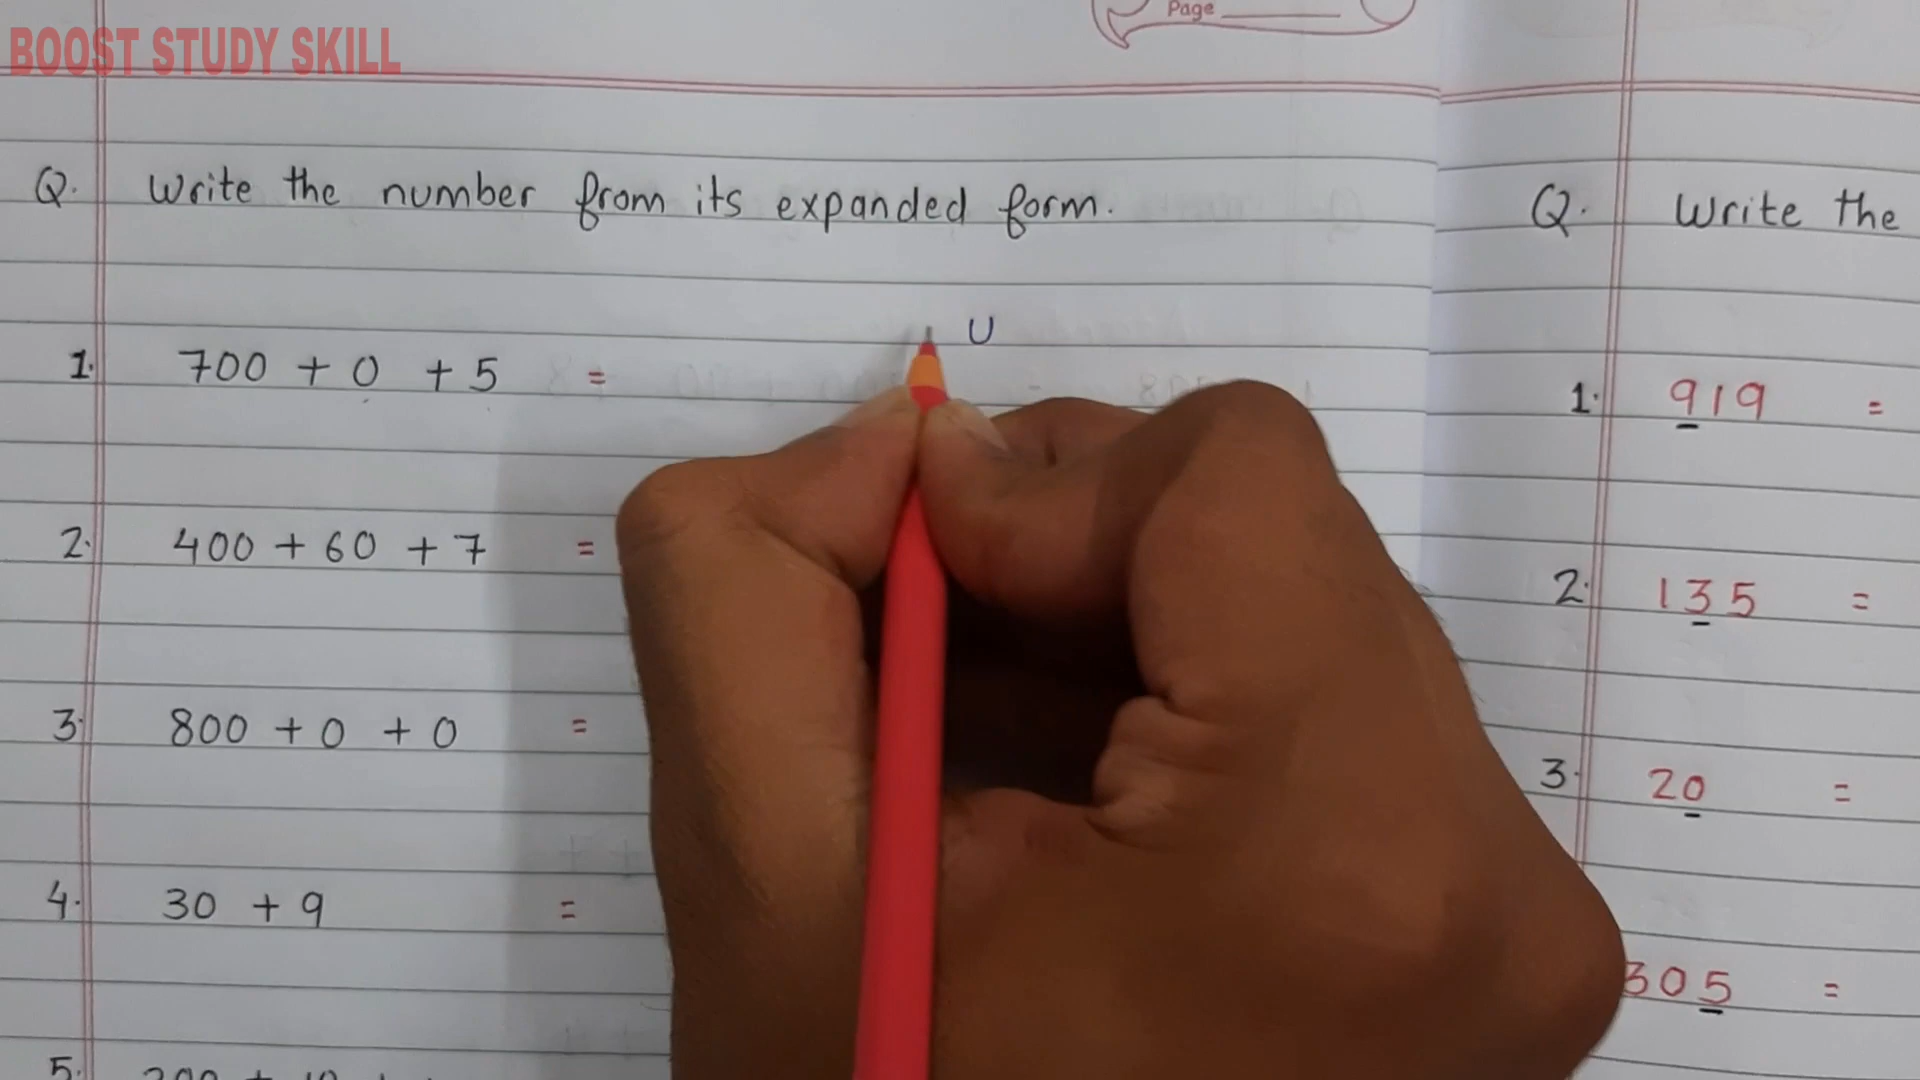 BOOST STUDY SKILL
Page
Q. Write the number from its expanded form.
U
1. 700 + 0 + 5 =
2. 400 + 60 + 7 =
3. 800 + 0 + 0 =
4. 30 + 9 =
5.
Q. Write the
1. 919 =
2. 135 =
3. 20 =
305 =